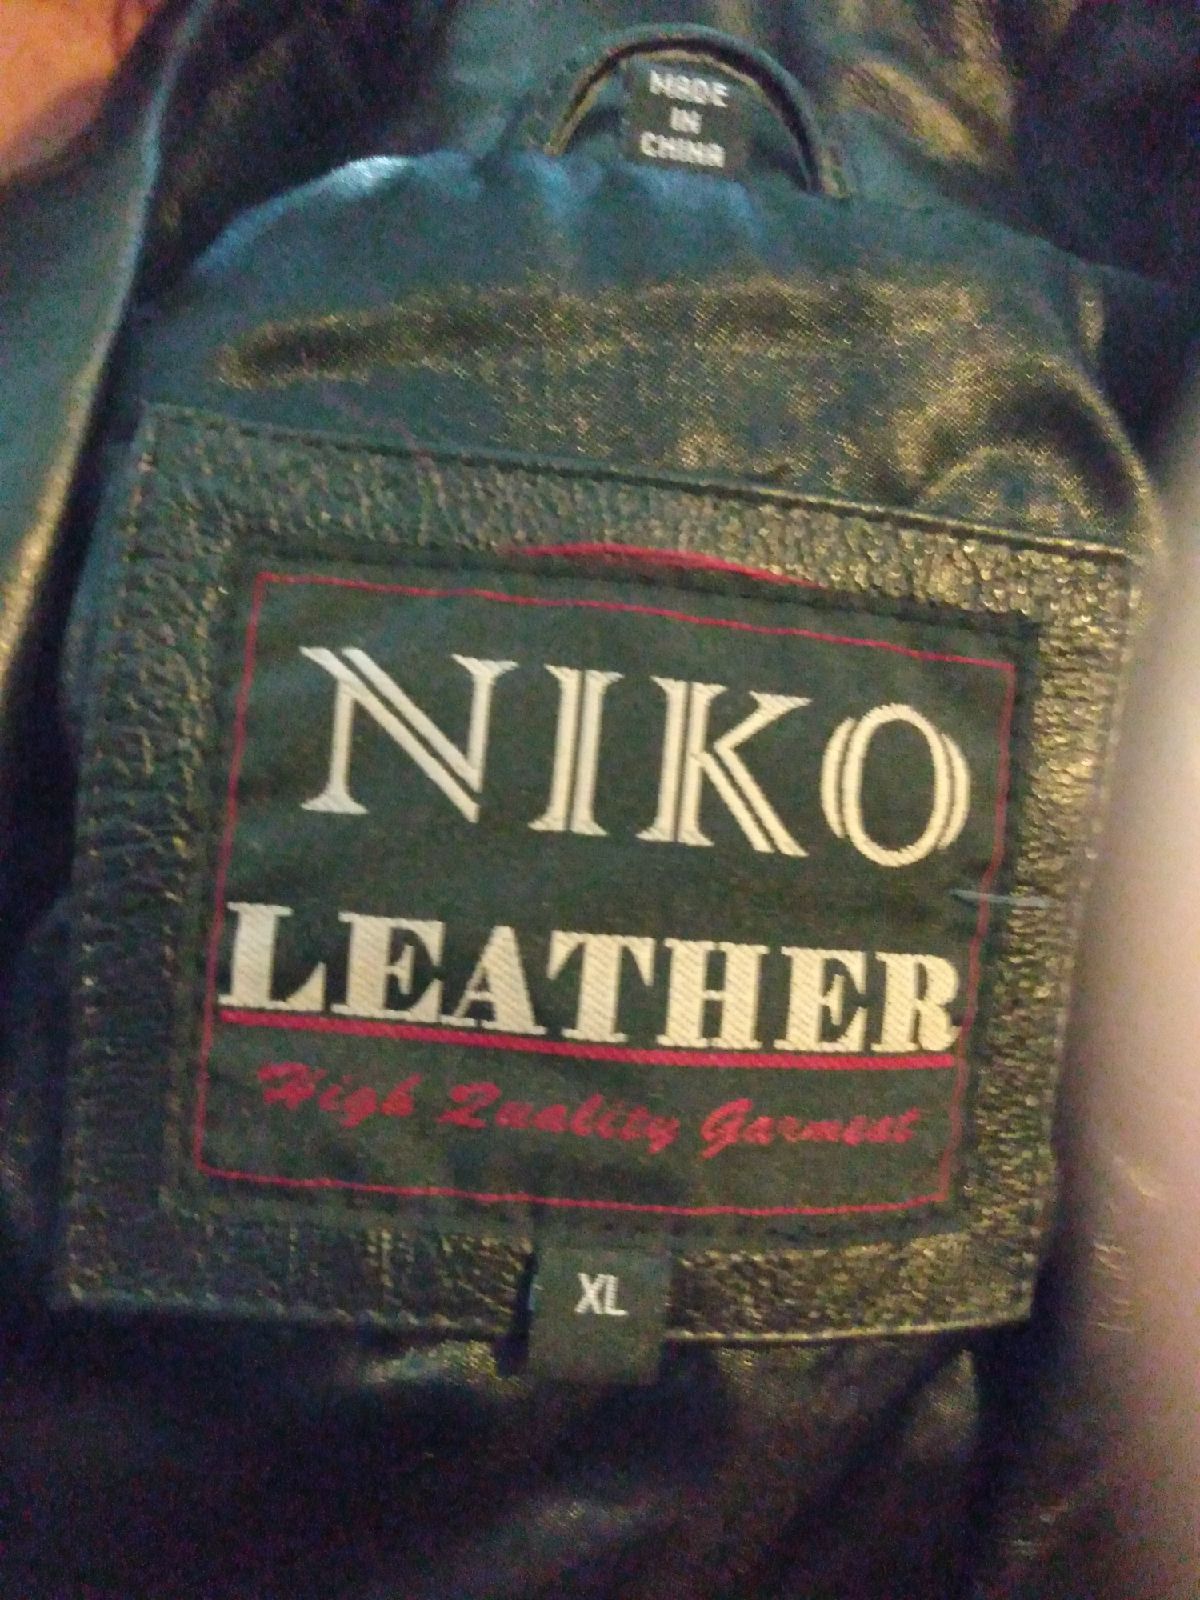 MADE
IN
CHINA
NIKO
LEATHER
High Quality Garment
XL